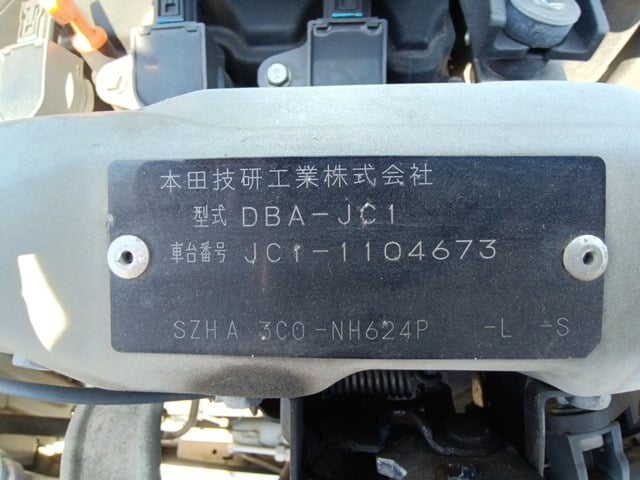 本田技研工業株式会社
型式 DBA-JC1
車台番号 JC1-1104673
SZHA 3C0-NH624P -L -S